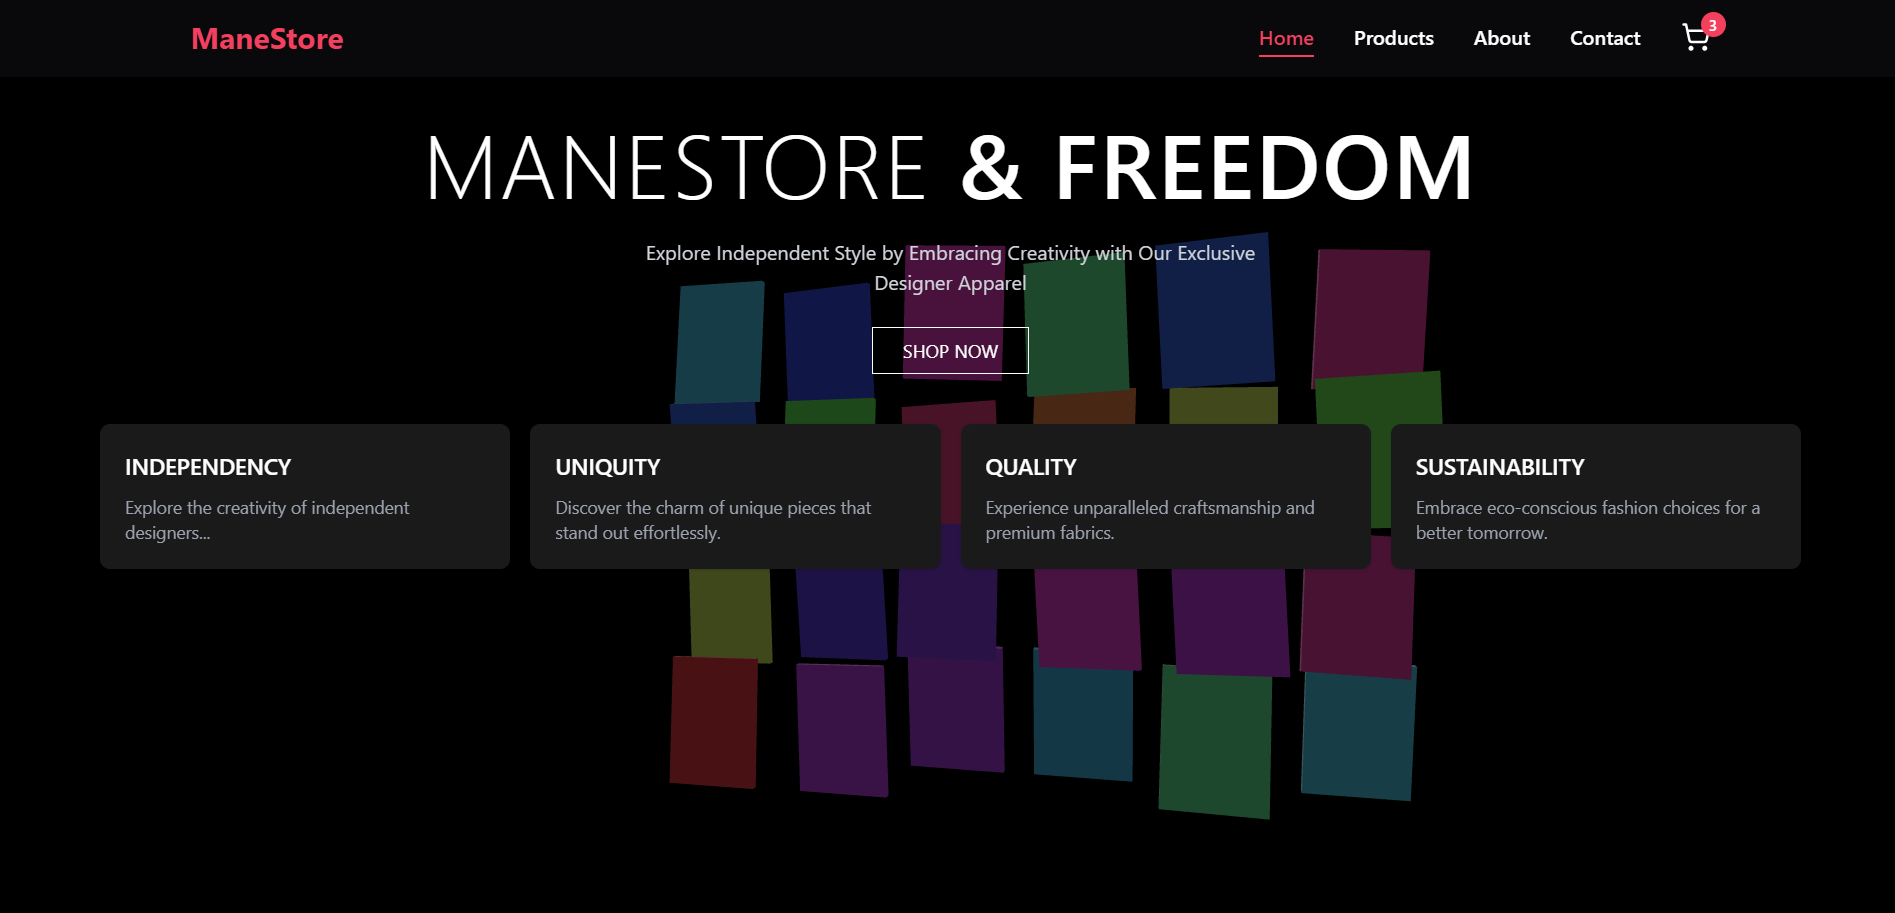 ManeStore
Home
Products
About
Contact
3
MANESTORE & FREEDOM
Explore Independent Style by Embracing Creativity with Our Exclusive
Designer Apparel
SHOP NOW
INDEPENDENCY
Explore the creativity of independent
designers...
UNIQUITY
Discover the charm of unique pieces that
stand out effortlessly.
QUALITY
Experience unparalleled craftsmanship and
premium fabrics.
SUSTAINABILITY
Embrace eco-conscious fashion choices for a
better tomorrow.